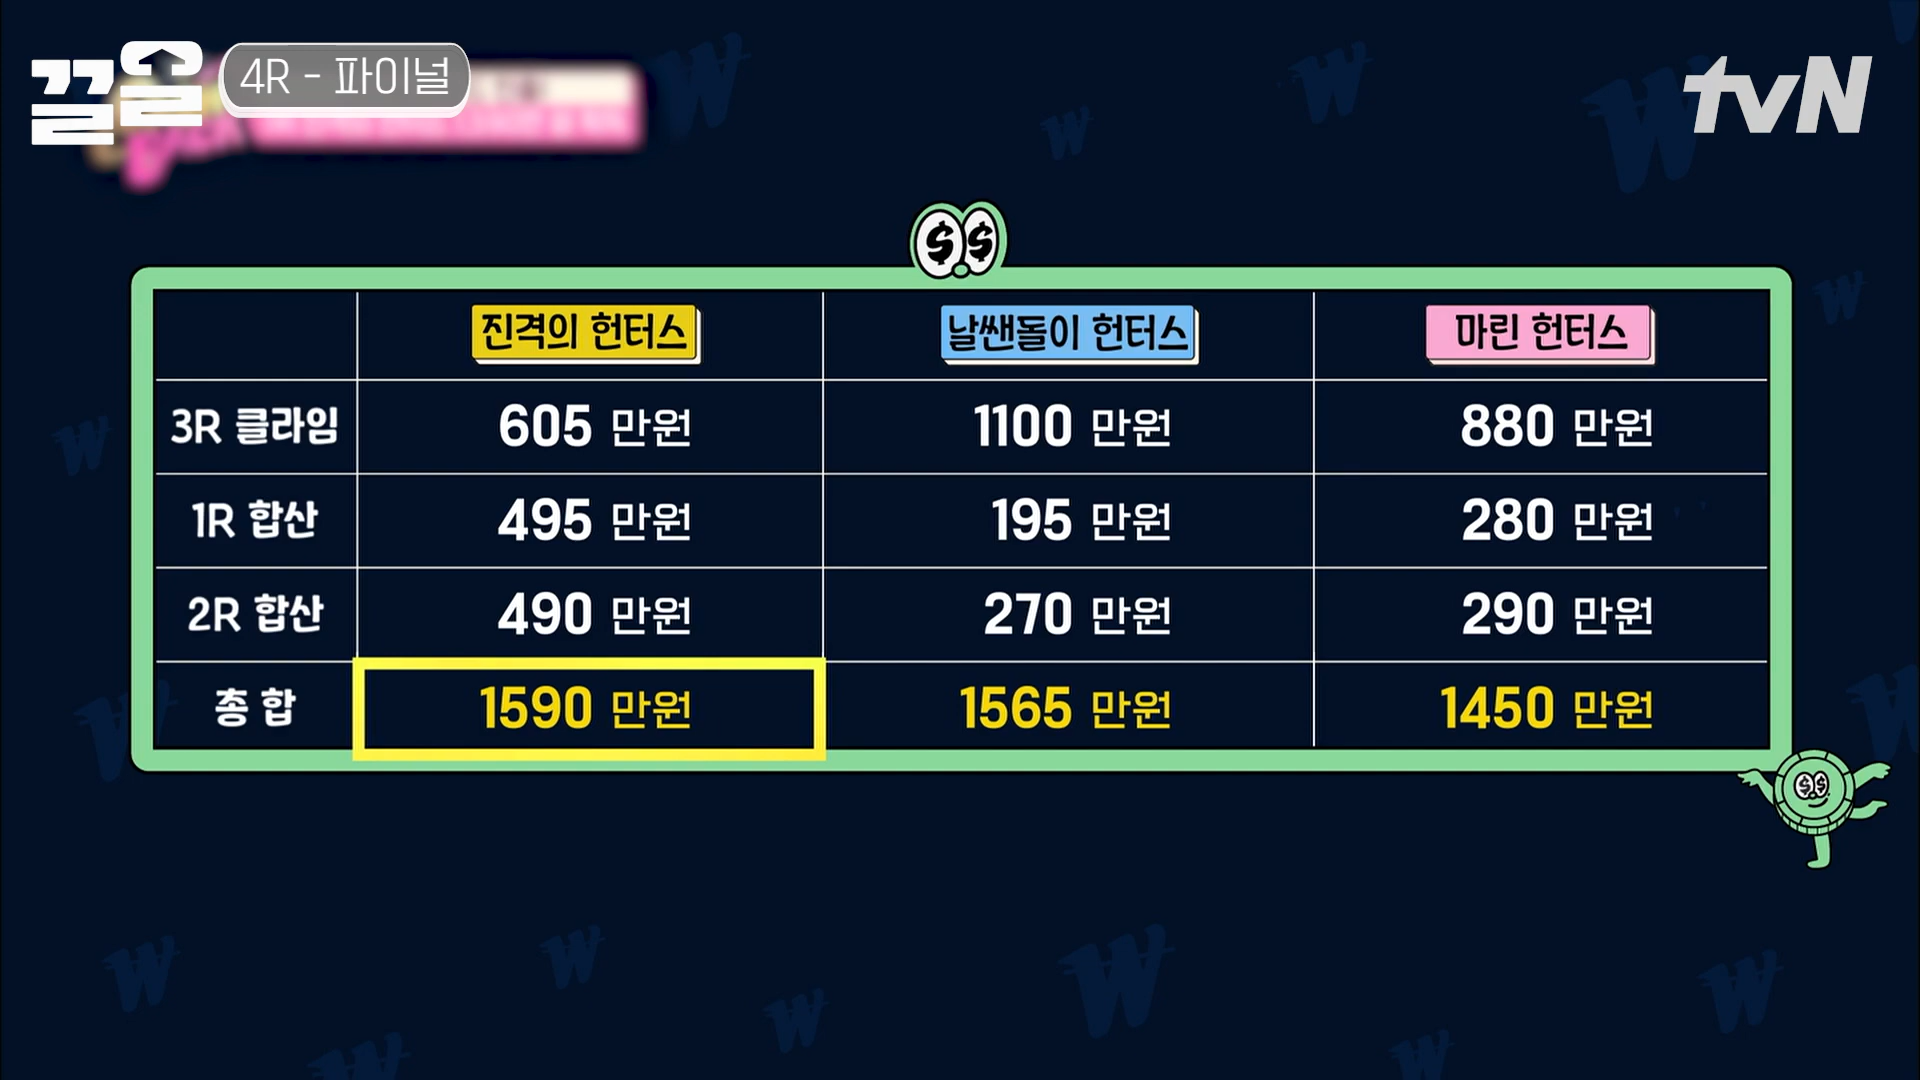 끌올
4R - 파이널
tvN
진격의 헌터스 날쌘돌이 헌터스 마린 헌터스
3R 클라임 605 만원 1100 만원 880 만원
1R 합산 495 만원 195 만원 280 만원
2R 합산 490 만원 270 만원 290 만원
총 합 1590 만원 1565 만원 1450 만원